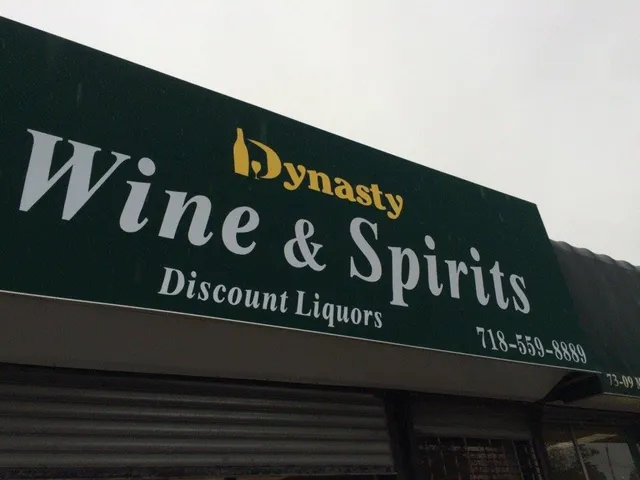 Dynasty
Wine & Spirits
Discount Liquors
718-559-8889
73-09